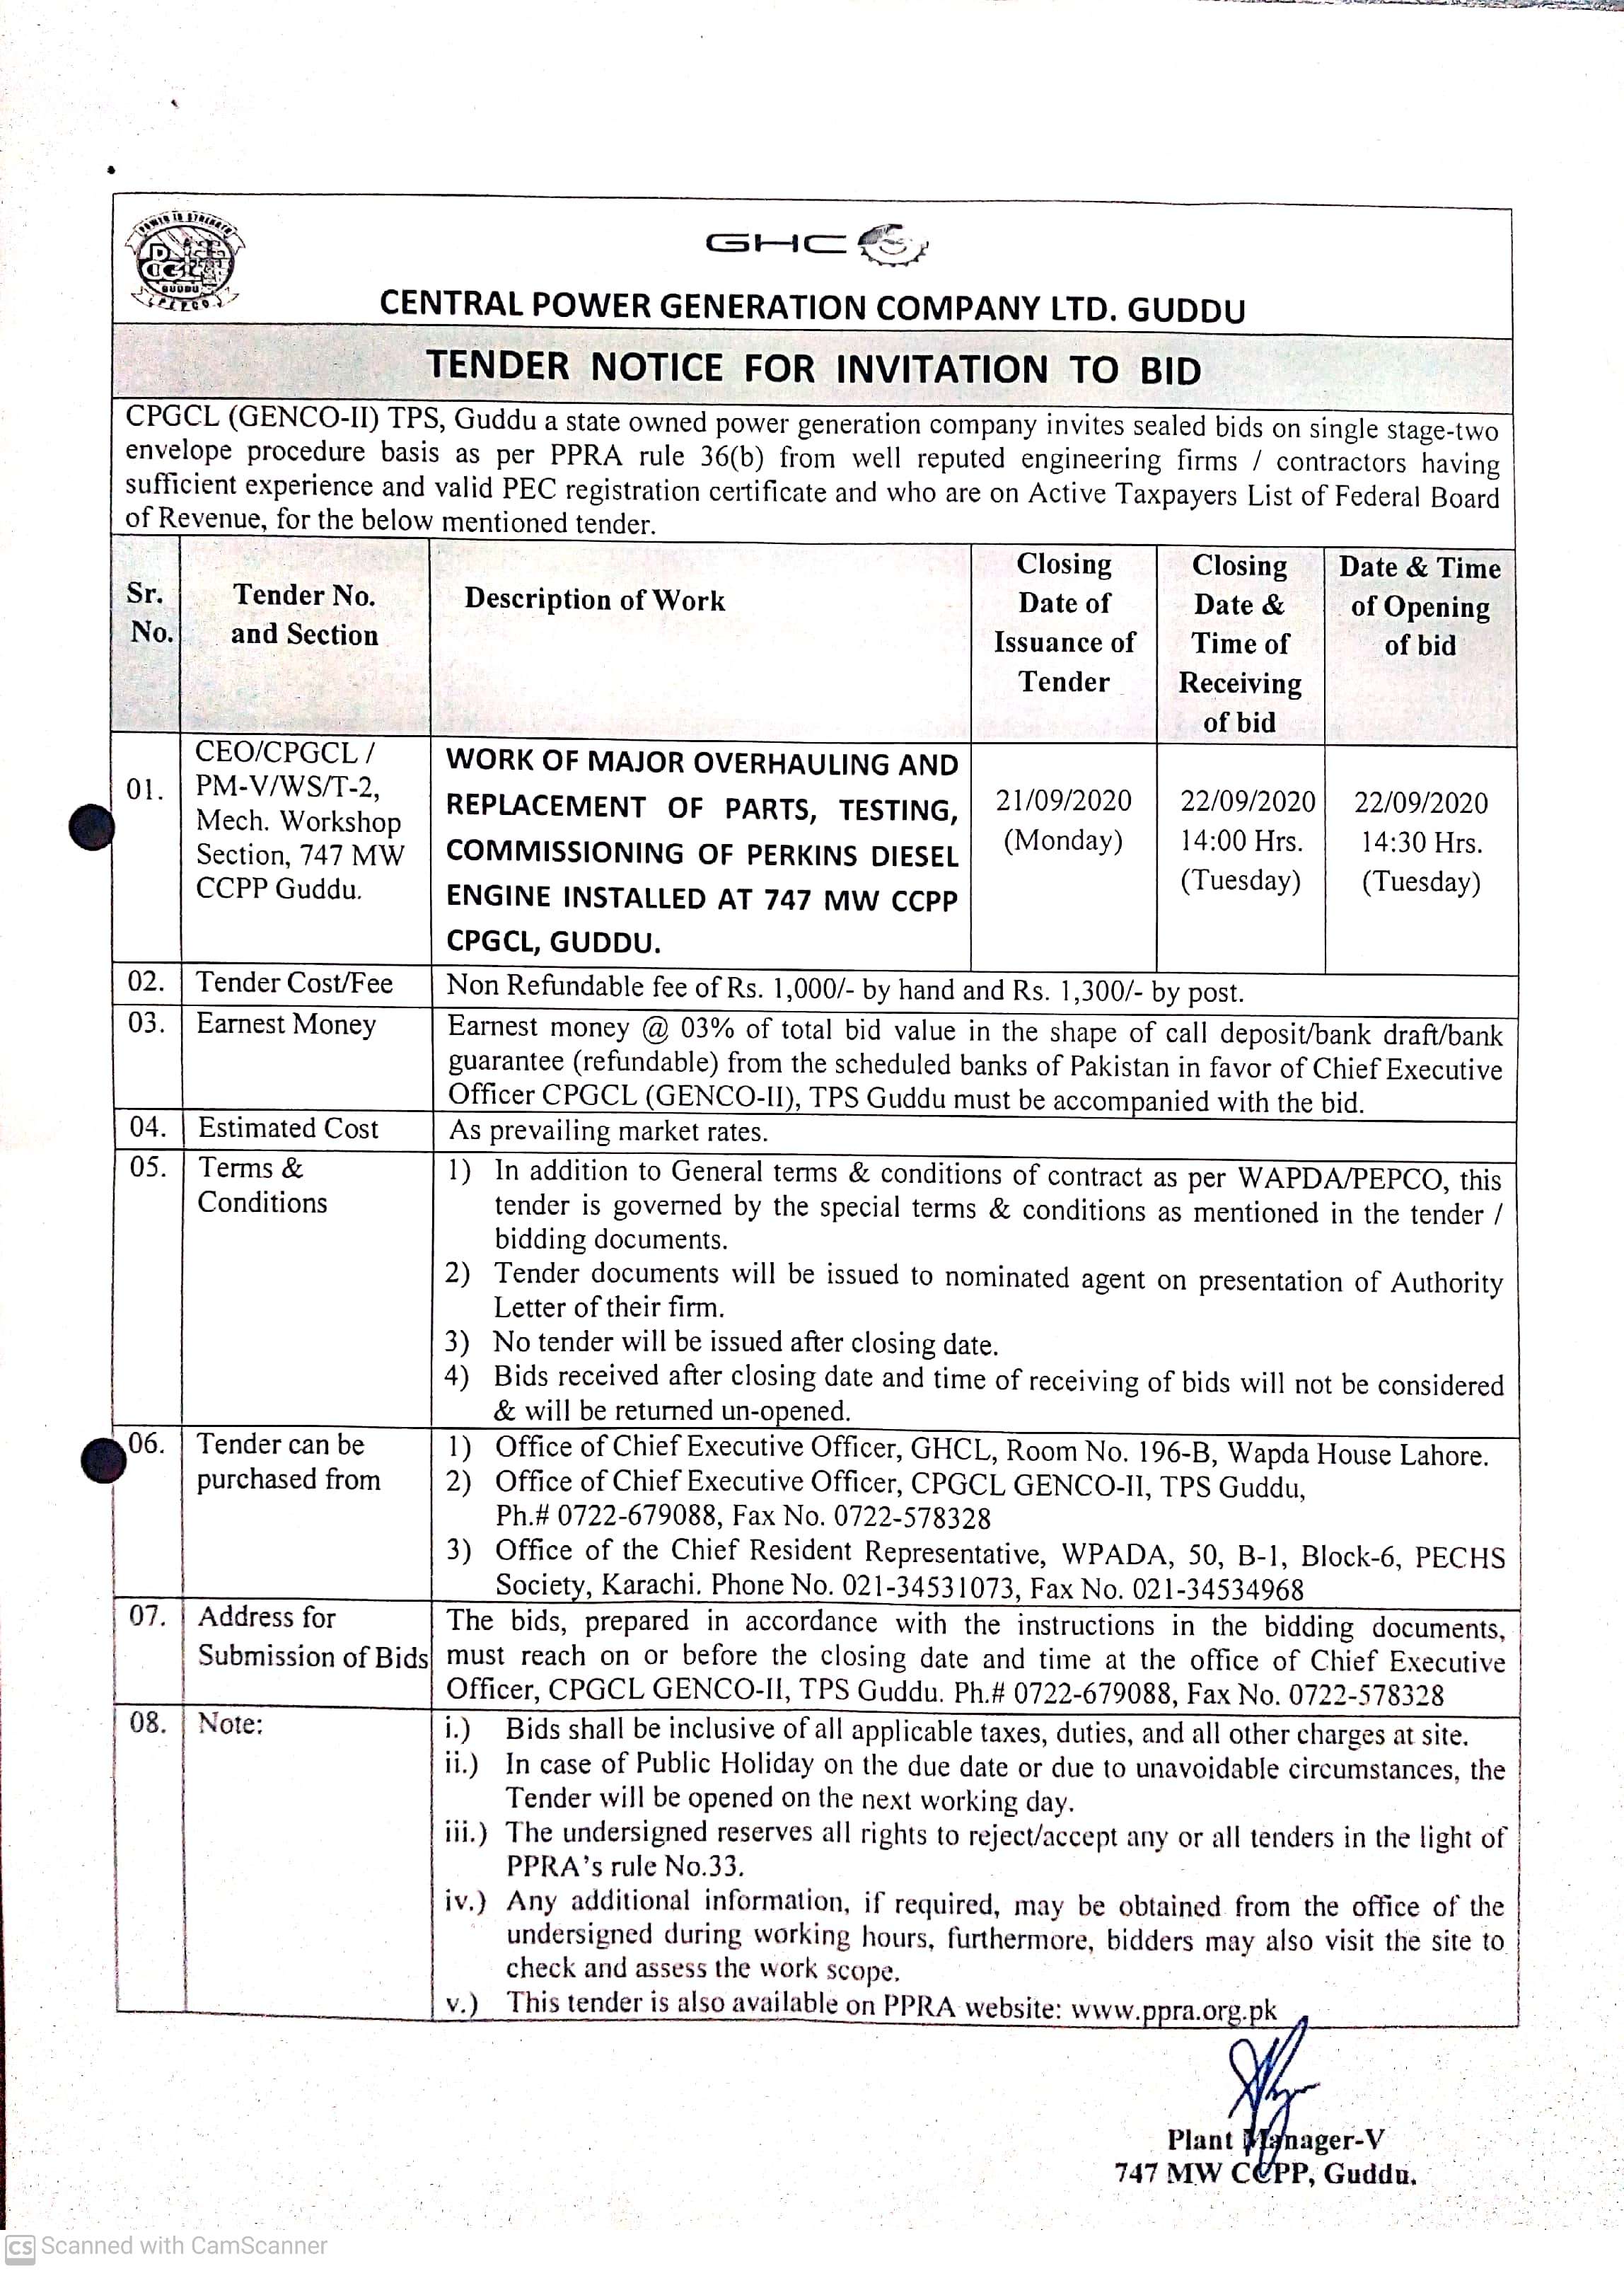 POWER IS STRENGTH
GUDDU
PEPCO
GHC
CENTRAL POWER GENERATION COMPANY LTD. GUDDU
TENDER NOTICE FOR INVITATION TO BID
CPGCL (GENCO-II) TPS, Guddu a state owned power generation company invites sealed bids on single stage-two
envelope procedure basis as per PPRA rule 36(b) from well reputed engineering firms / contractors having
sufficient experience and valid PEC registration certificate and who are on Active Taxpayers List of Federal Board
of Revenue, for the below mentioned tender.
Sr.
No.
Tender No.
and Section
Description of Work
Closing
Date of
Issuance of
Tender
Closing
Date &
Time of
Receiving
of bid
Date & Time
of Opening
of bid
01.
CEO/CPGCL /
PM-V/WS/T-2,
Mech. Workshop
Section, 747 MW
CCPP Guddu.
WORK OF MAJOR OVERHAULING AND
REPLACEMENT OF PARTS, TESTING,
COMMISSIONING OF PERKINS DIESEL
ENGINE INSTALLED AT 747 MW CCPP
CPGCL, GUDDU.
21/09/2020
(Monday)
22/09/2020
14:00 Hrs.
(Tuesday)
22/09/2020
14:30 Hrs.
(Tuesday)
02.
Tender Cost/Fee
Non Refundable fee of Rs. 1,000/- by hand and Rs. 1,300/- by post.
03.
Earnest Money
Earnest money @ 03% of total bid value in the shape of call deposit/bank draft/bank
guarantee (refundable) from the scheduled banks of Pakistan in favor of Chief Executive
Officer CPGCL (GENCO-II), TPS Guddu must be accompanied with the bid.
04.
Estimated Cost
As prevailing market rates.
05.
Terms &
Conditions
1) In addition to General terms & conditions of contract as per WAPDA/PEPCO, this
tender is governed by the special terms & conditions as mentioned in the tender /
bidding documents.
2) Tender documents will be issued to nominated agent on presentation of Authority
Letter of their firm.
3) No tender will be issued after closing date.
4) Bids received after closing date and time of receiving of bids will not be considered
& will be returned un-opened.
06.
Tender can be
purchased from
1) Office of Chief Executive Officer, GHCL, Room No. 196-B, Wapda House Lahore.
2) Office of Chief Executive Officer, CPGCL GENCO-II, TPS Guddu,
Ph.# 0722-679088, Fax No. 0722-578328
3) Office of the Chief Resident Representative, WPADA, 50, B-1, Block-6, PECHS
Society, Karachi. Phone No. 021-34531073, Fax No. 021-34534968
07.
Address for
Submission of Bids
The bids, prepared in accordance with the instructions in the bidding documents,
must reach on or before the closing date and time at the office of Chief Executive
Officer, CPGCL GENCO-II, TPS Guddu. Ph.# 0722-679088, Fax No. 0722-578328
08.
Note:
i.) Bids shall be inclusive of all applicable taxes, duties, and all other charges at site.
ii.) In case of Public Holiday on the due date or due to unavoidable circumstances, the
Tender will be opened on the next working day.
iii.) The undersigned reserves all rights to reject/accept any or all tenders in the light of
PPRA's rule No.33.
iv.) Any additional information, if required, may be obtained from the office of the
undersigned during working hours, furthermore, bidders may also visit the site to
check and assess the work scope.
v.) This tender is also available on PPRA website: www.ppra.org.pk
Plant Manager-V
747 MW CCPP, Guddu.
CS Scanned with CamScanner